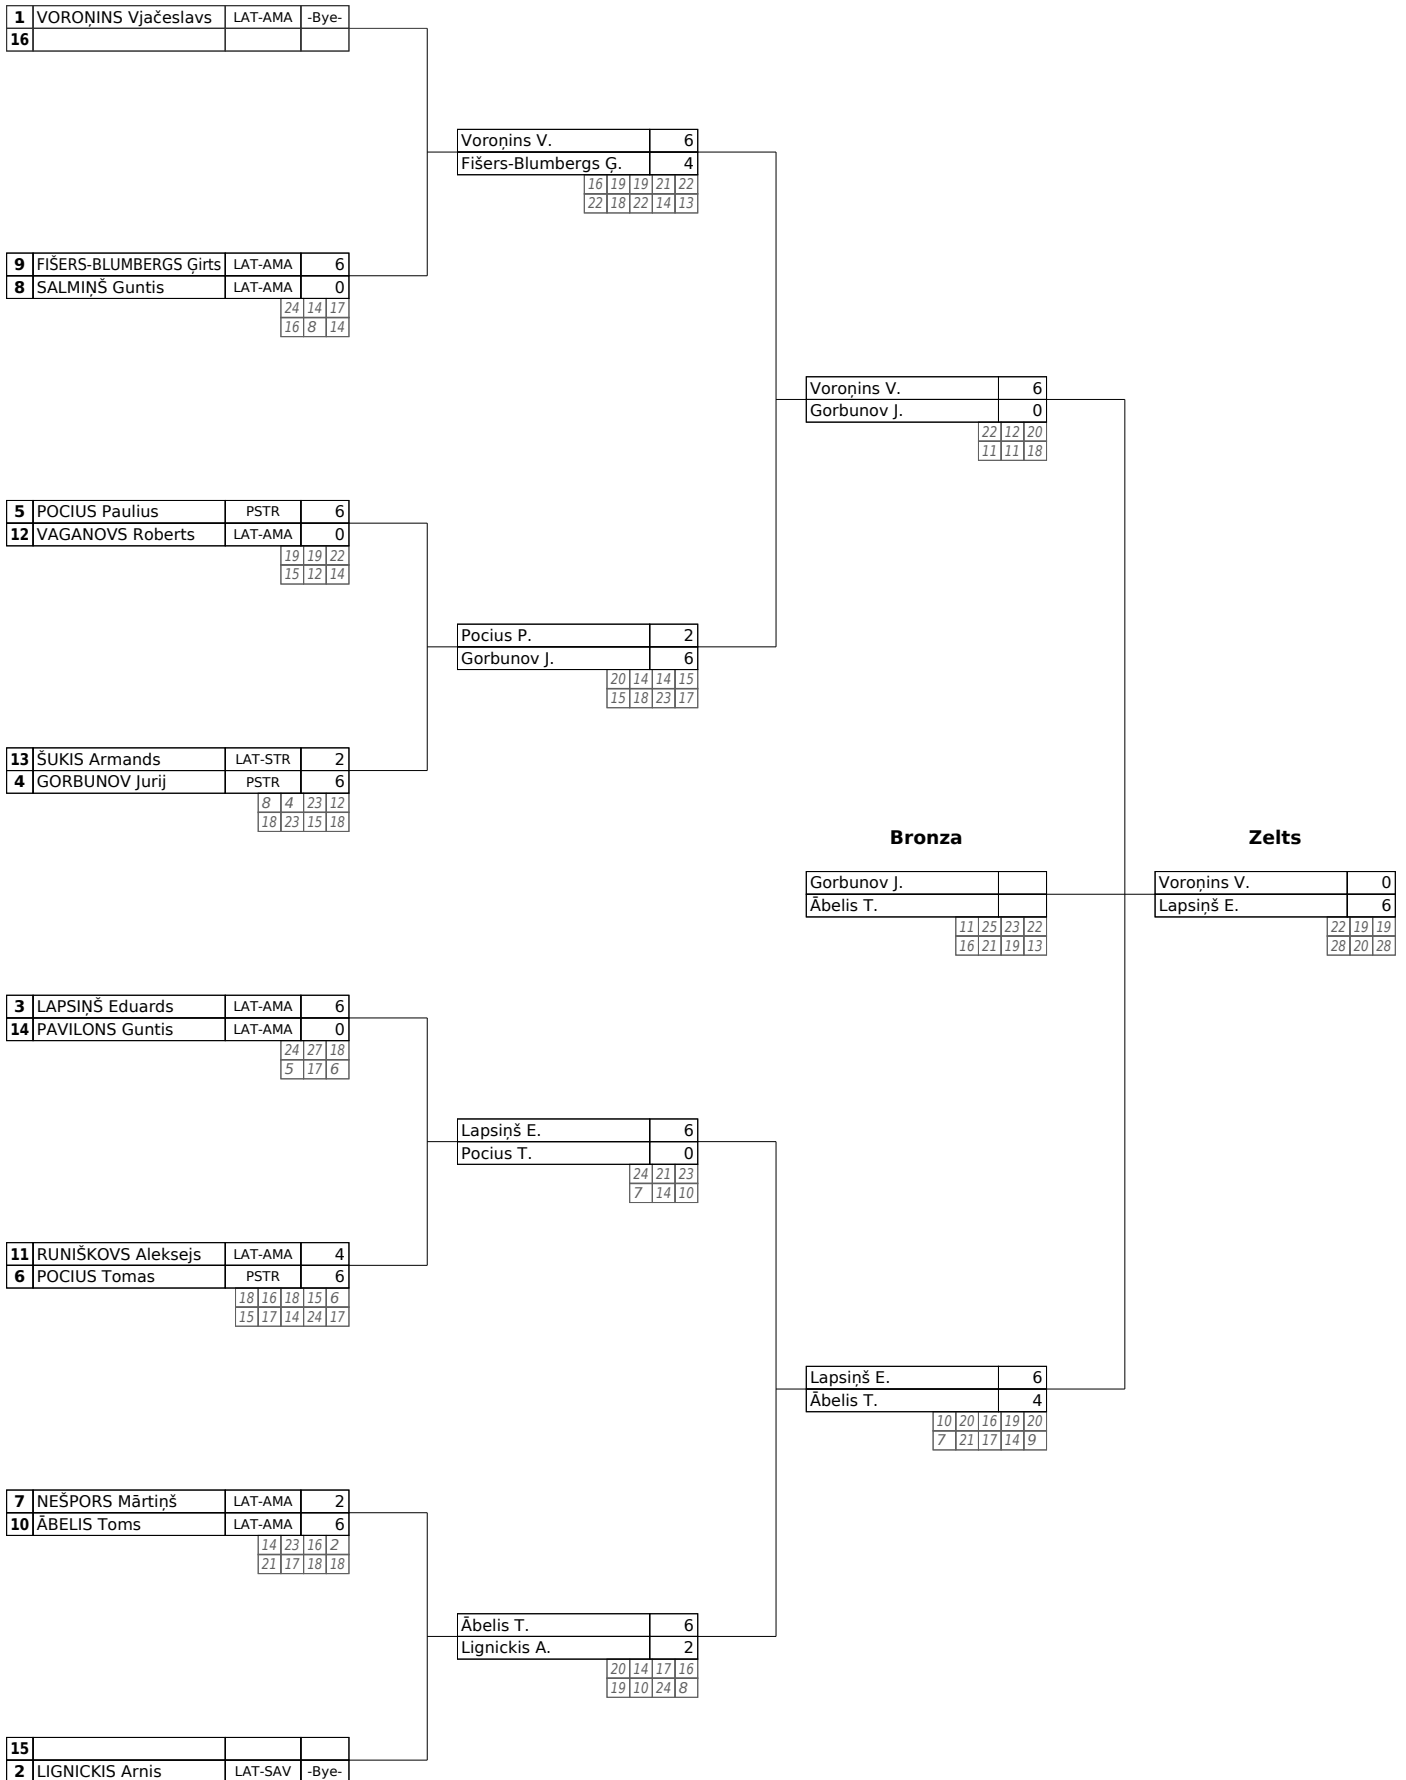 1 VOROŅINS Vjačeslavs LAT-AMA -Bye-
16
Voroņins V. 6
Fišers-Blumbergs Ģ. 4
16 19 19 21 22
22 18 22 14 13
9 FIŠERS-BLUMBERGS Ģirts LAT-AMA 6
8 SALMIŅŠ Guntis LAT-AMA 0
24 14 17
16 8 14
Voroņins V. 6
Gorbunov J. 0
22 12 20
11 11 18
5 POCIUS Paulius PSTR 6
12 VAGANOVS Roberts LAT-AMA 0
19 19 22
15 12 14
Pocius P. 2
Gorbunov J. 6
20 14 14 15
15 18 23 17
13 ŠUKIS Armands LAT-STR 2
4 GORBUNOV Jurij PSTR 6
8 4 23 12
18 23 15 18
Bronza Zelts
Gorbunov J.
Ābelis T.
11 25 23 22
16 21 19 13
Voroņins V. 0
Lapsiņš E. 6
22 19 19
28 20 28
3 LAPSIŅŠ Eduards LAT-AMA 6
14 PAVILONS Guntis LAT-AMA 0
24 27 18
5 17 6
Lapsiņš E. 6
Pocius T. 0
24 21 23
7 14 10
11 RUNIŠKOVS Aleksejs LAT-AMA 4
6 POCIUS Tomas PSTR 6
18 16 18 15 6
15 17 14 24 17
Lapsiņš E. 6
Ābelis T. 4
10 20 16 19 20
7 21 17 14 9
7 NEŠPORS Mārtiņš LAT-AMA 2
10 ĀBELIS Toms LAT-AMA 6
14 23 16 2
21 17 18 18
Ābelis T. 6
Lignickis A. 2
20 14 17 16
19 10 24 8
15
2 LIGNICKIS Arnis LAT-SAV -Bye-